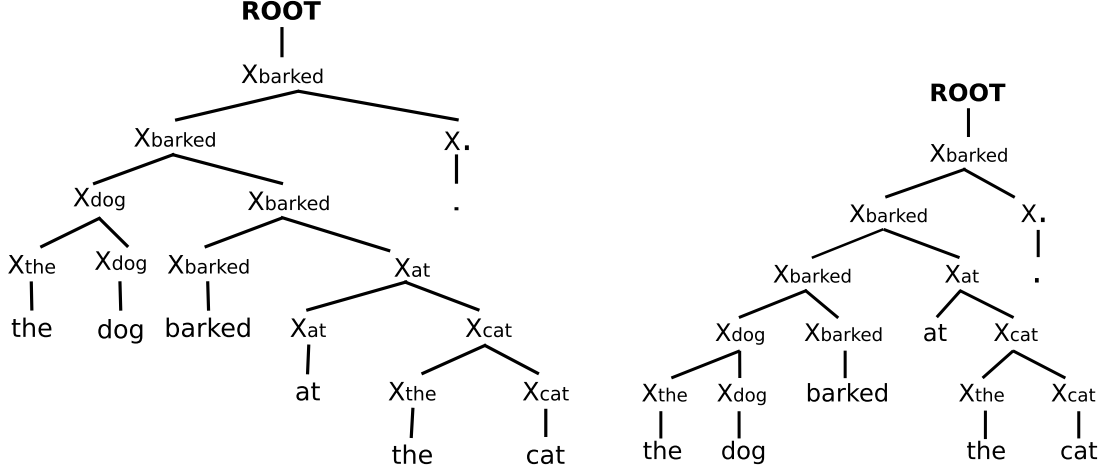 ROOT
Xbarked
Xbarked X.
Xdog Xbarked .
Xthe Xdog Xbarked Xat
the dog barked Xat Xcat
at Xthe Xcat
the cat
ROOT
Xbarked
Xbarked X.
Xbarked Xat .
Xdog Xbarked at Xcat
Xthe Xdog barked Xthe Xcat
the dog the cat